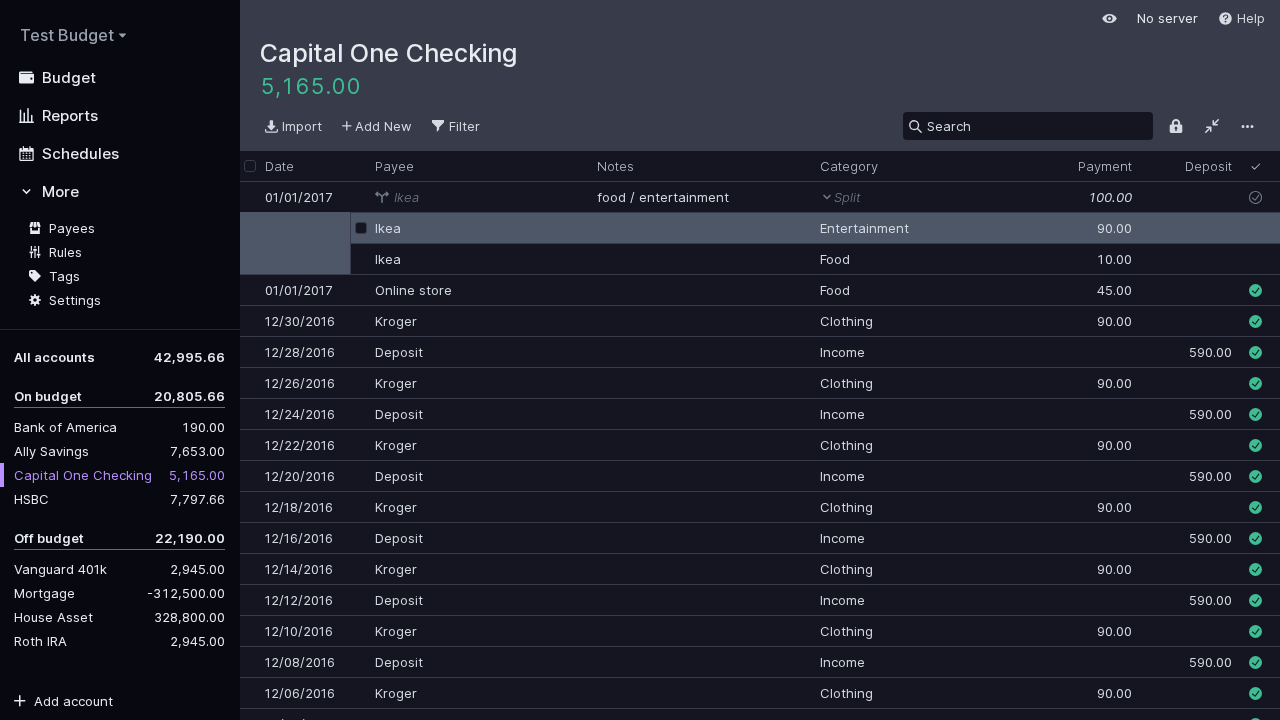 Test Budget
Budget
Reports
Schedules
More
Payees
Rules
Tags
Settings
All accounts 42,995.66
On budget 20,805.66
Bank of America 190.00
Ally Savings 7,653.00
Capital One Checking 5,165.00
HSBC 7,797.66
Off budget 22,190.00
Vanguard 401k 2,945.00
Mortgage -312,500.00
House Asset 328,800.00
Roth IRA 2,945.00
Add account
No server Help
Capital One Checking
5,165.00
Import Add New Filter Search
Date Payee Notes Category Payment Deposit
01/01/2017 Ikea food / entertainment Split 100.00
Ikea Entertainment 90.00
Ikea Food 10.00
01/01/2017 Online store Food 45.00
12/30/2016 Kroger Clothing 90.00
12/28/2016 Deposit Income 590.00
12/26/2016 Kroger Clothing 90.00
12/24/2016 Deposit Income 590.00
12/22/2016 Kroger Clothing 90.00
12/20/2016 Deposit Income 590.00
12/18/2016 Kroger Clothing 90.00
12/16/2016 Deposit Income 590.00
12/14/2016 Kroger Clothing 90.00
12/12/2016 Deposit Income 590.00
12/10/2016 Kroger Clothing 90.00
12/08/2016 Deposit Income 590.00
12/06/2016 Kroger Clothing 90.00